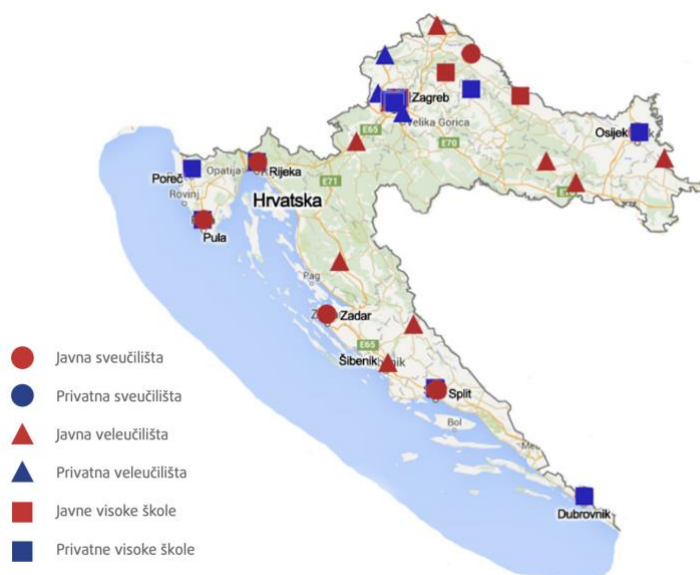 Zagreb
Velika Gorica
E65
E70
Osijek
Poreč
Opatija
Rijeka
E71
Rovinj
Hrvatska
Pula
Pag
Zadar
E65
Šibenik
Split
Bol
Dubrovnik
Javna sveučilišta
Privatna sveučilišta
Javna veleučilišta
Privatna veleučilišta
Javne visoke škole
Privatne visoke škole